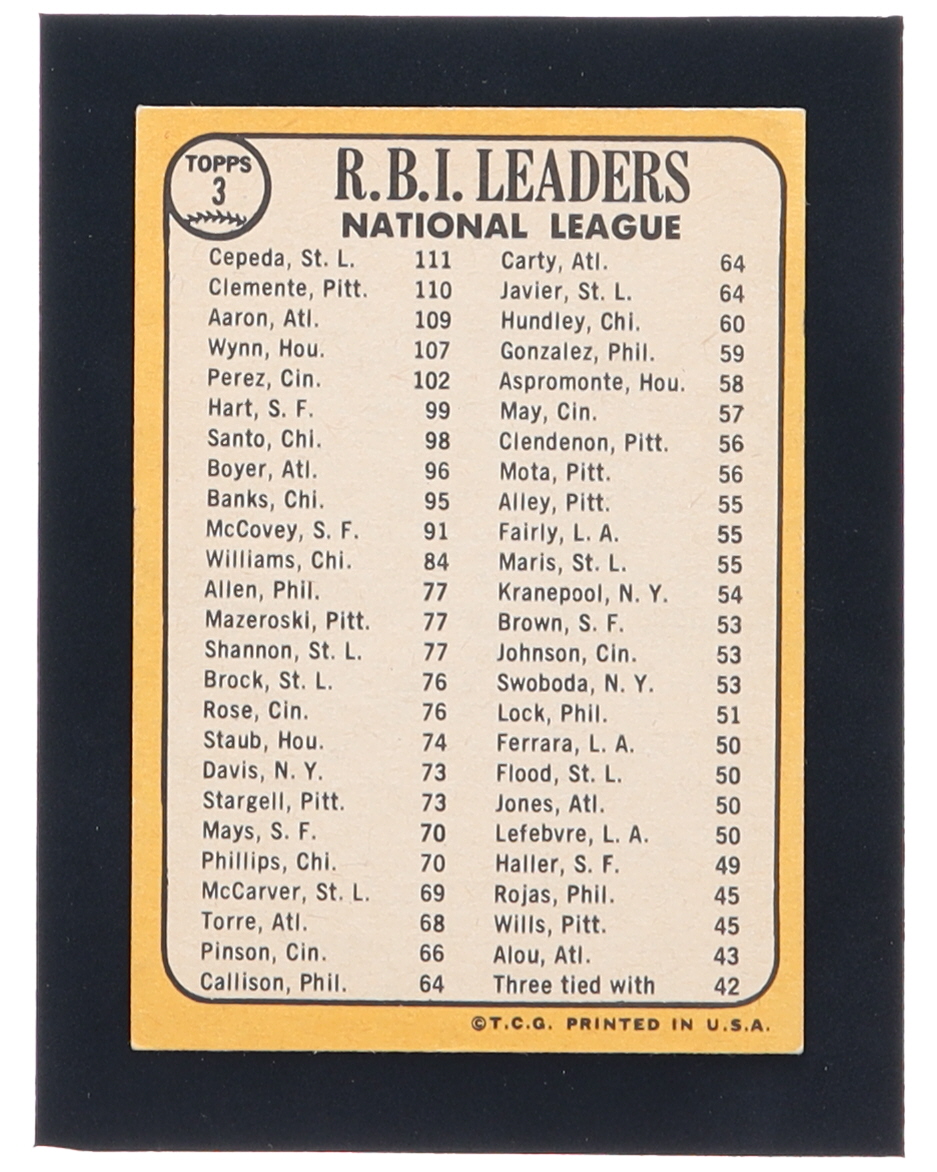 TOPPS
3
R.B.I. LEADERS
NATIONAL LEAGUE
Cepeda, St. L. 111
Clemente, Pitt. 110
Aaron, Atl. 109
Wynn, Hou. 107
Perez, Cin. 102
Hart, S. F. 99
Santo, Chi. 98
Boyer, Atl. 96
Banks, Chi. 95
McCovey, S. F. 91
Williams, Chi. 84
Allen, Phil. 77
Mazeroski, Pitt. 77
Shannon, St. L. 77
Brock, St. L. 76
Rose, Cin. 76
Staub, Hou. 74
Davis, N. Y. 73
Stargell, Pitt. 73
Mays, S. F. 70
Phillips, Chi. 70
McCarver, St. L. 69
Torre, Atl. 68
Pinson, Cin. 66
Callison, Phil. 64
Carty, Atl. 64
Javier, St. L. 64
Hundley, Chi. 60
Gonzalez, Phil. 59
Aspromonte, Hou. 58
May, Cin. 57
Clendenon, Pitt. 56
Mota, Pitt. 56
Alley, Pitt. 55
Fairly, L. A. 55
Maris, St. L. 55
Kranepool, N. Y. 54
Brown, S. F. 53
Johnson, Cin. 53
Swoboda, N. Y. 53
Lock, Phil. 51
Ferrara, L. A. 50
Flood, St. L. 50
Jones, Atl. 50
Lefebvre, L. A. 50
Haller, S. F. 49
Rojas, Phil. 45
Wills, Pitt. 45
Alou, Atl. 43
Three tied with 42
©T.C.G. PRINTED IN U.S.A.